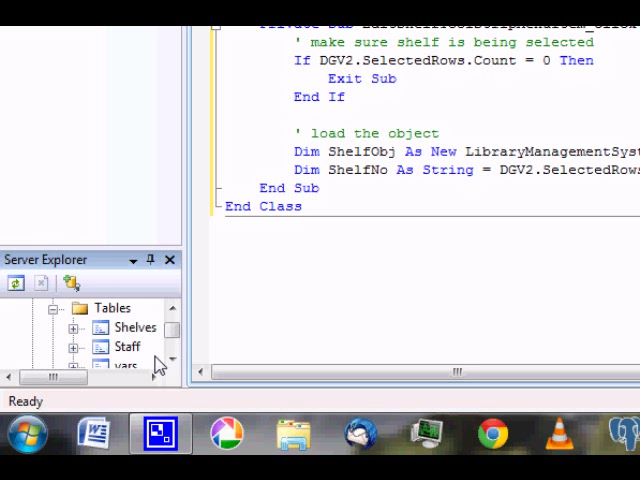 ' make sure shelf is being selected
If DGV2.SelectedRows.Count = 0 Then
Exit Sub
End If
' load the object
Dim ShelfObj As New LibraryManagementSyst
Dim ShelfNo As String = DGV2.SelectedRows
End Sub
End Class
Server Explorer
Tables
Shelves
Staff
vars
Ready